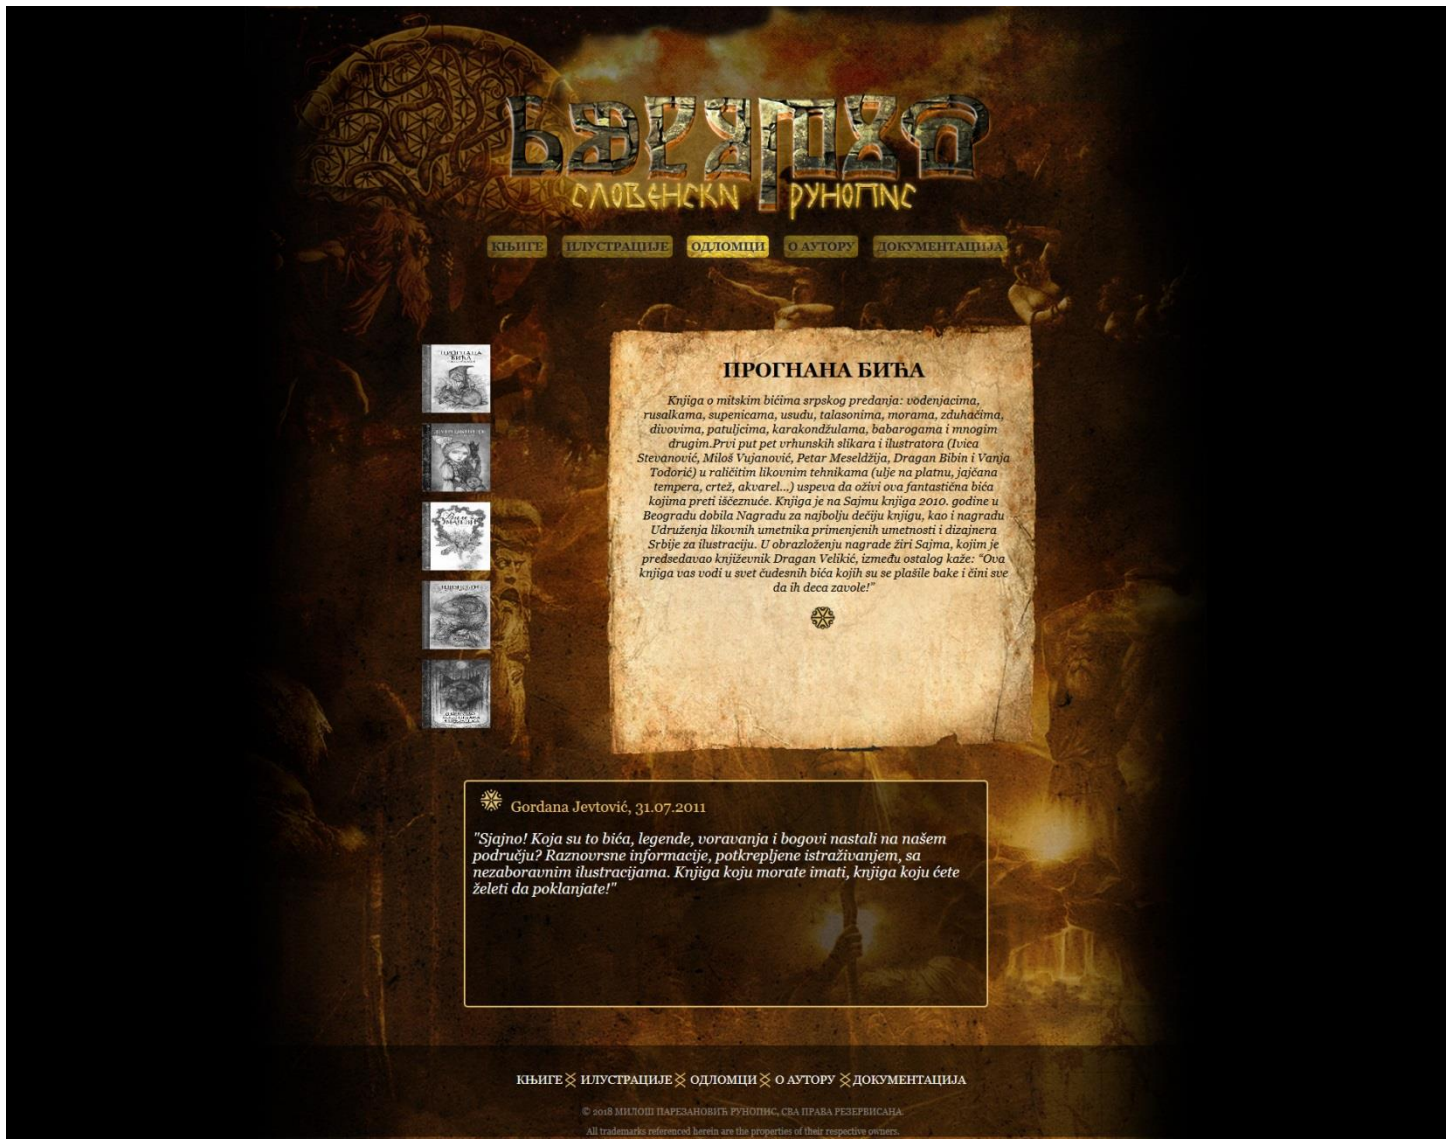 СЛОВЕНСКИ РУНОПИС
КЊИГЕ ИЛУСТРАЦИЈЕ ОДЛОМЦИ О АУТОРУ ДОКУМЕНТАЦИЈА
ПРОГНАНА БИЋА
Knjiga o mitskim bićima srpskog predanja: vodenjacima,
rusalkama, supenicama, usudu, talasonima, morama, zduhačima,
divovima, patuljcima, karakondžulama, babarogama i mnogim
drugim.Prvi put pet vrhunskih slikara i ilustratora (Ivica
Stevanović, Miloš Vujanović, Petar Meseldžija, Dragan Bibin i Vanja
Todorić) u raličitim likovnim tehnikama (ulje na platnu, jajčana
tempera, crtež, akvarel...) uspeva da oživi ova fantastična bića
kojima preti iščeznuće. Knjiga je na Sajmu knjiga 2010. godine u
Beogradu dobila Nagradu za najbolju dečiju knjigu, kao i nagradu
Udruženja likovnih umetnika primenjenih umetnosti i dizajnera
Srbije za ilustraciju. U obrazloženju nagrade žiri Sajma, kojim je
predsedavao književnik Dragan Velikić, između ostalog kaže: “Ova
knjiga vas vodi u svet čudesnih bića kojih su se plašile bake i čini sve
da ih deca zavole!”
ПРОГНАНА
БИЋА
Gordana Jevtović, 31.07.2011
"Sjajno! Koja su to bića, legende, voravanja i bogovi nastali na našem
području? Raznovrsne informacije, potkrepljene istraživanjem, sa
nezaboravnim ilustracijama. Knjiga koju morate imati, knjiga koju ćete
želeti da poklanjate!"
КЊИГЕ ИЛУСТРАЦИЈЕ ОДЛОМЦИ О АУТОРУ ДОКУМЕНТАЦИЈА
© 2018 МИЛОШ ПАРЕЗАНОВИЋ РУНОПИС, СВА ПРАВА РЕЗЕРВИСАНА.
All trademarks referenced herein are the properties of their respective owners.